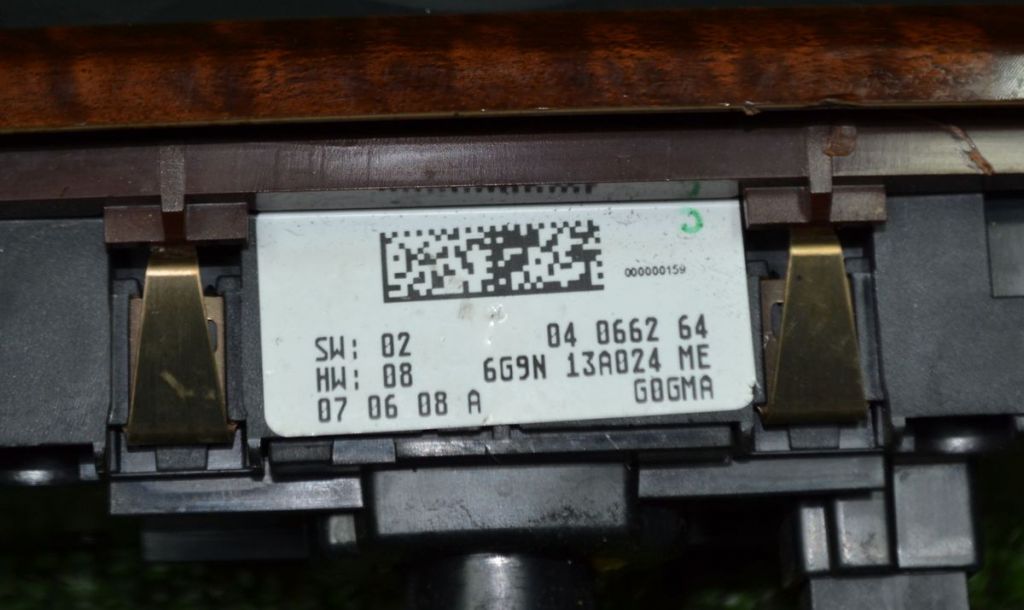 000000159
SW: 02 04 0662 64
HW: 08 6G9N 13A024 ME
07 06 08 A G0GMA